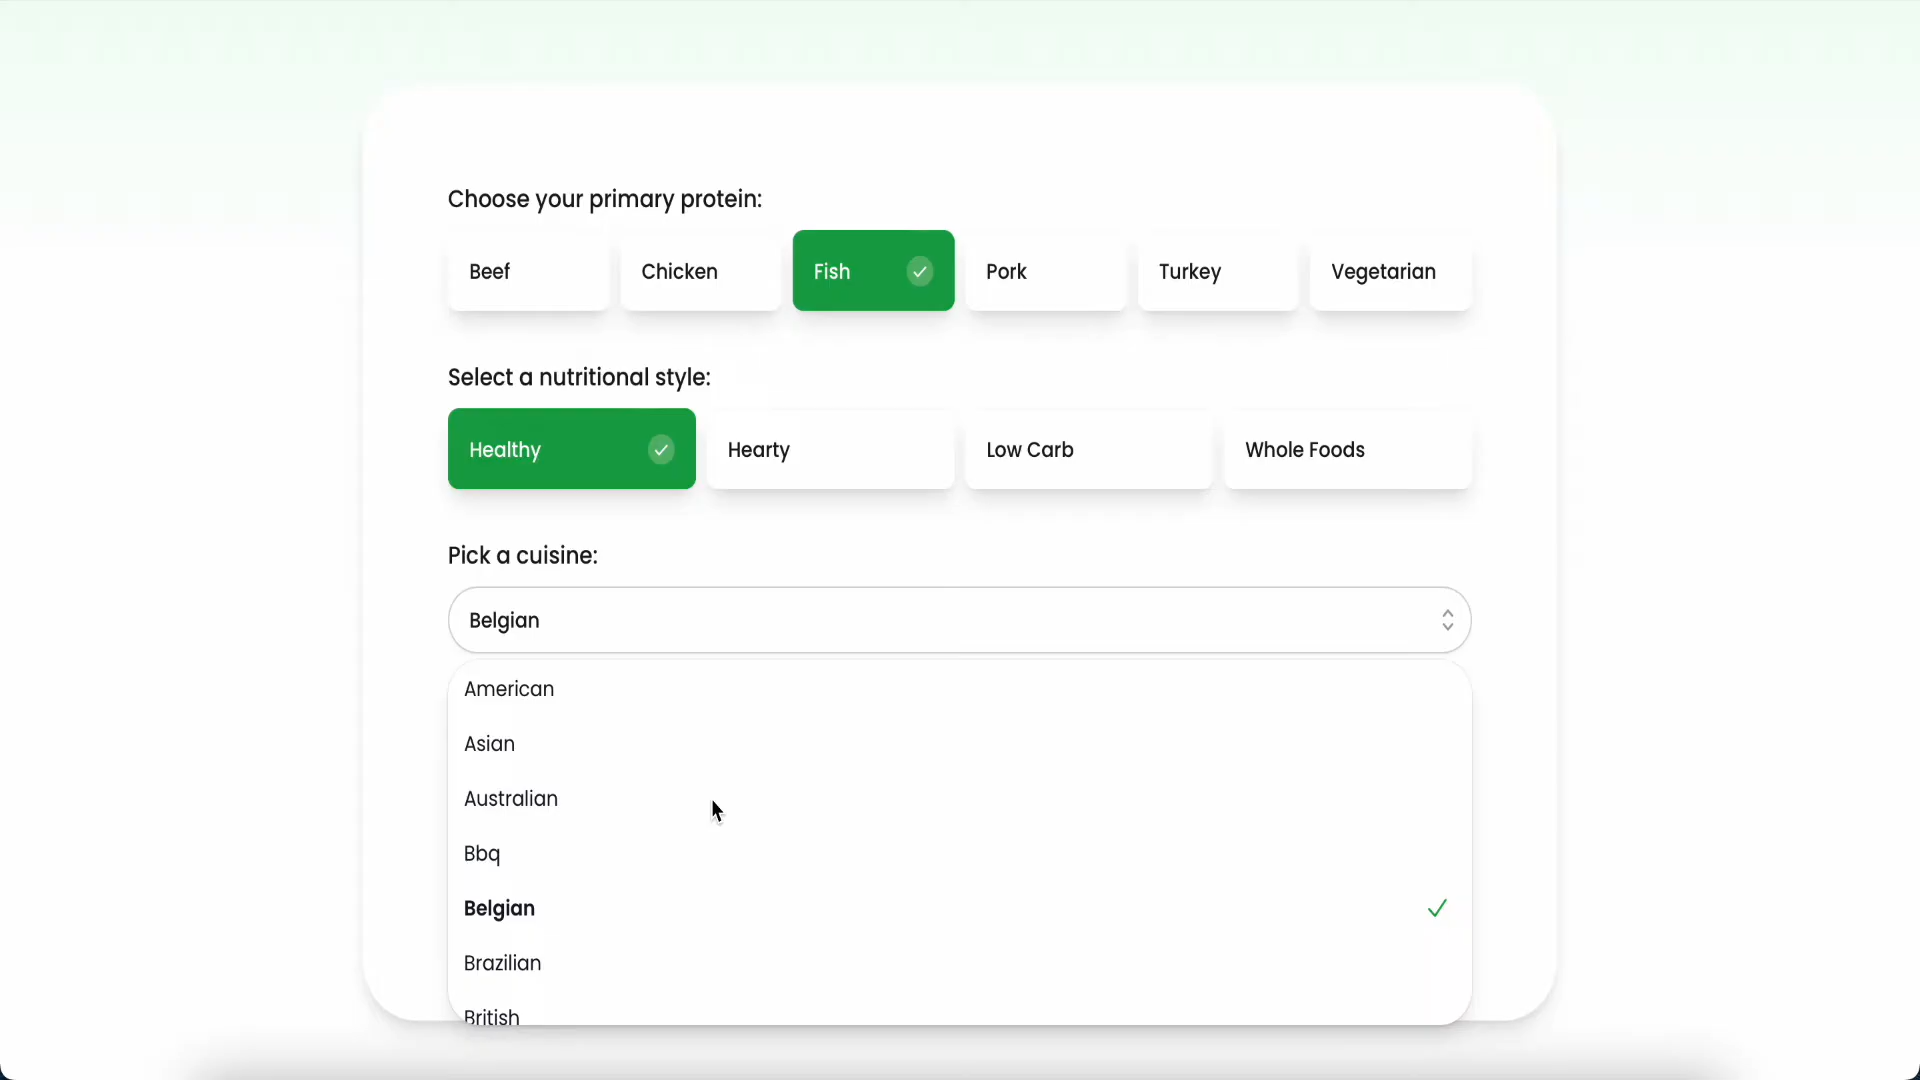 Choose your primary protein:
Beef Chicken Fish Pork Turkey Vegetarian
Select a nutritional style:
Healthy Hearty Low Carb Whole Foods
Pick a cuisine:
Belgian
American
Asian
Australian
Bbq
Belgian
Brazilian
British